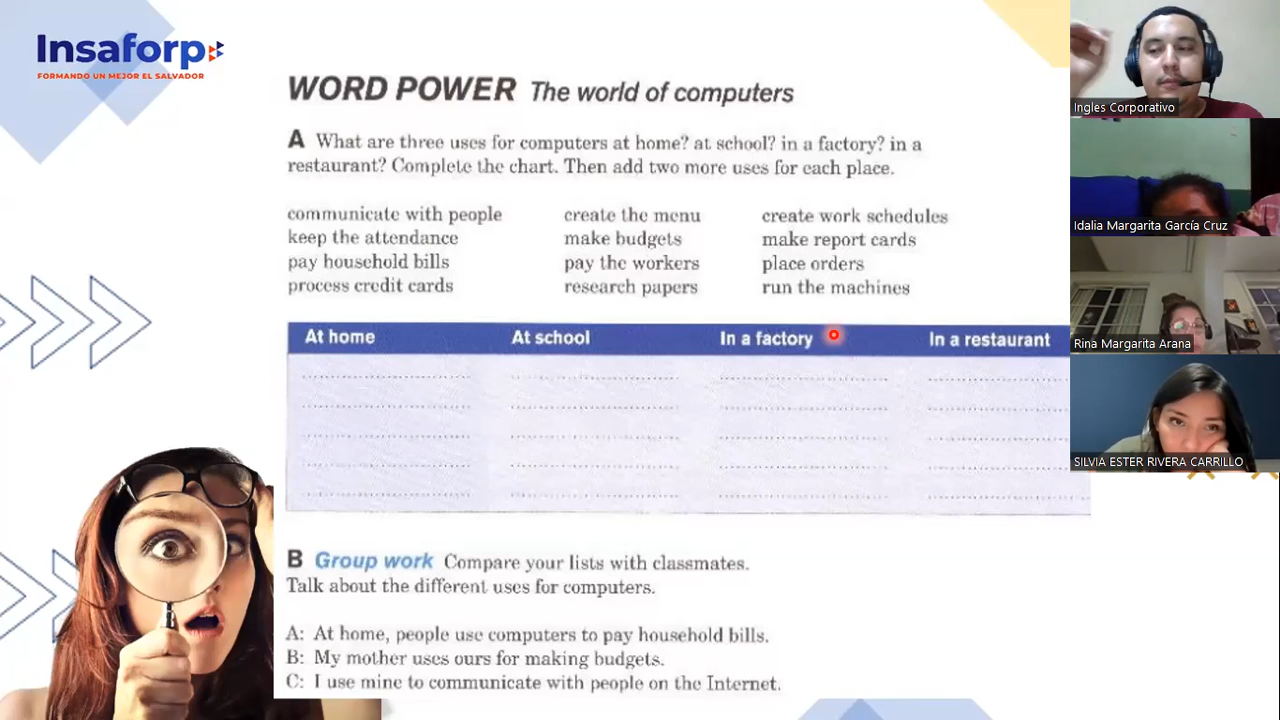 Insaforp
FORMANDO UN MEJOR EL SALVADOR
WORD POWER The world of computers
A What are three uses for computers at home? at school? in a factory? in a
restaurant? Complete the chart. Then add two more uses for each place.
communicate with people create the menu create work schedules
keep the attendance make budgets make report cards
pay household bills pay the workers place orders
process credit cards research papers run the machines
At home At school In a factory In a restaurant
B Group work Compare your lists with classmates.
Talk about the different uses for computers.
A: At home, people use computers to pay household bills.
B: My mother uses ours for making budgets.
C: I use mine to communicate with people on the Internet.
Ingles Corporativo
Idalia Margarita García Cruz
Rina Margarita Arana
SILVIA ESTER RIVERA CARRILLO